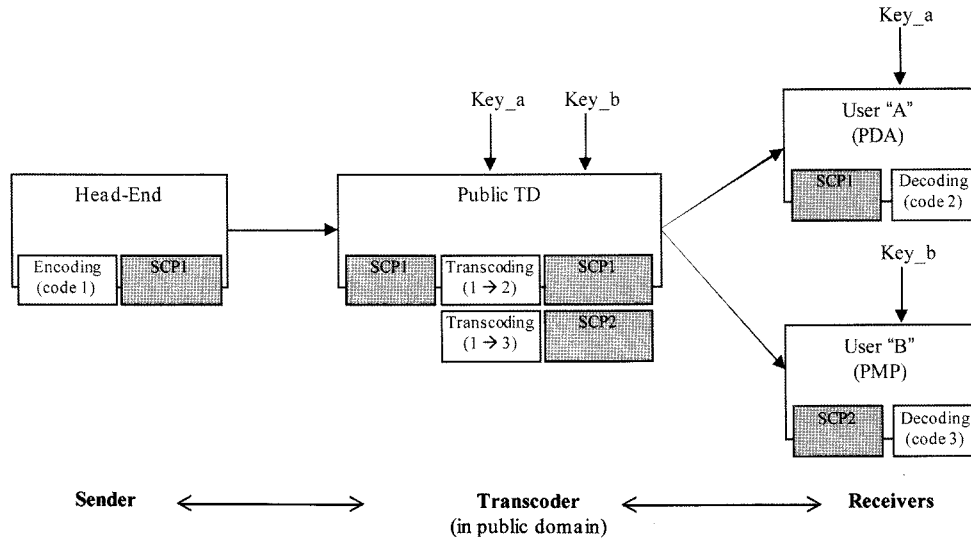 Key_a
Key_a Key_b
User "A"
(PDA)
Head-End
Public TD
SCP1
Decoding
(code 2)
Encoding
(code 1)
SCP1
SCP1
Transcoding
(1 → 2)
SCP1
Key_b
Transcoding
(1 → 3)
SCP2
User "B"
(PMP)
SCP2
Decoding
(code 3)
Sender
Transcoder
(in public domain)
Receivers